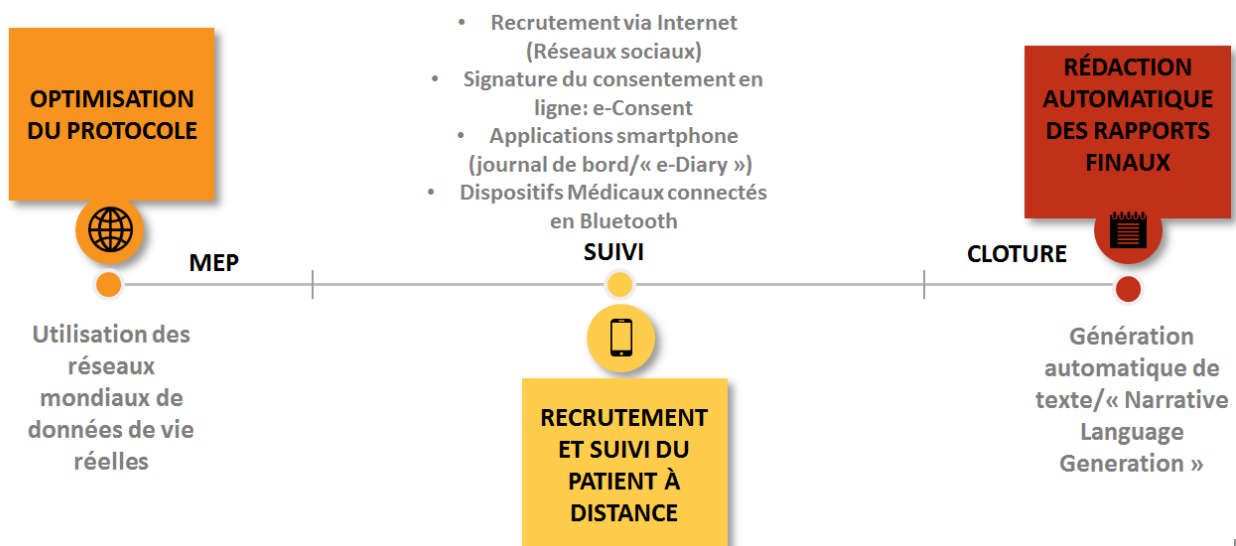 OPTIMISATION
DU PROTOCOLE
MEP
Utilisation des
réseaux
mondiaux de
données de vie
réelles
• Recrutement via Internet
(Réseaux sociaux)
• Signature du consentement en
ligne: e-Consent
• Applications smartphone
(journal de bord/« e-Diary »)
• Dispositifs Médicaux connectés
en Bluetooth
SUIVI
RECRUTEMENT
ET SUIVI DU
PATIENT À
DISTANCE
RÉDACTION
AUTOMATIQUE
DES RAPPORTS
FINAUX
CLOTURE
Génération
automatique de
texte/« Narrative
Language
Generation »